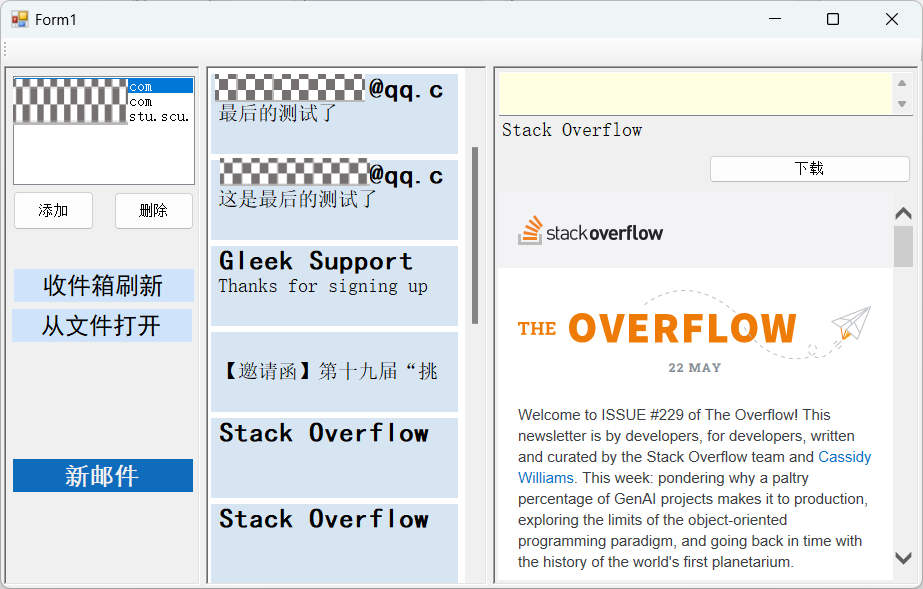 Form1
com
com
stu.scu.
添加
删除
收件箱刷新
从文件打开
新邮件
@qq.c
最后的测试了
@qq.c
这是最后的测试了
Gleek Support
Thanks for signing up
【邀请函】第十九届“挑
Stack Overflow
Stack Overflow
Stack Overflow
下载
stackoverflow
THE OVERFLOW
22 MAY
Welcome to ISSUE #229 of The Overflow! This
newsletter is by developers, for developers, written
and curated by the Stack Overflow team and Cassidy
Williams. This week: pondering why a paltry
percentage of GenAI projects makes it to production,
exploring the limits of the object-oriented
programming paradigm, and going back in time with
the history of the world's first planetarium.